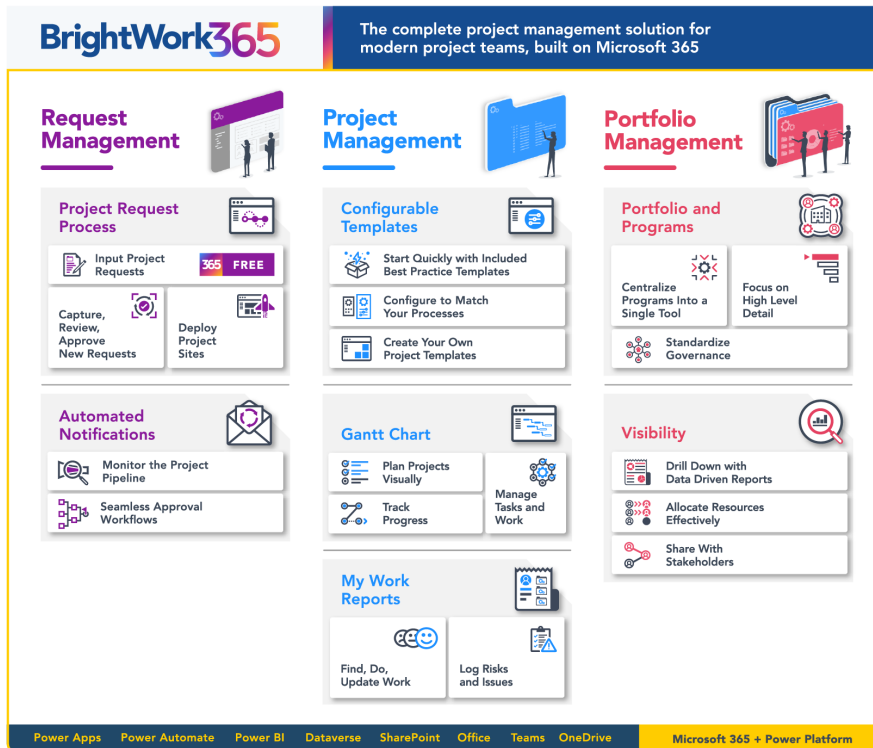 BrightWork365
The complete project management solution for
modern project teams, built on Microsoft 365
Request
Management
Project Request
Process
Input Project
Requests
365 FREE
Capture,
Review,
Approve
New Requests
Deploy
Project
Sites
Automated
Notifications
Monitor the Project
Pipeline
Seamless Approval
Workflows
Project
Management
Configurable
Templates
Start Quickly with Included
Best Practice Templates
Configure to Match
Your Processes
Create Your Own
Project Templates
Gantt Chart
Plan Projects
Visually
Track
Progress
Manage
Tasks and
Work
My Work
Reports
Find, Do,
Update Work
Log Risks
and Issues
Portfolio
Management
Portfolio and
Programs
Centralize
Programs Into a
Single Tool
Focus on
High Level
Detail
Standardize
Governance
Visibility
Drill Down with
Data Driven Reports
Allocate Resources
Effectively
Share With
Stakeholders
Power Apps Power Automate Power BI Dataverse SharePoint Office Teams OneDrive
Microsoft 365 + Power Platform